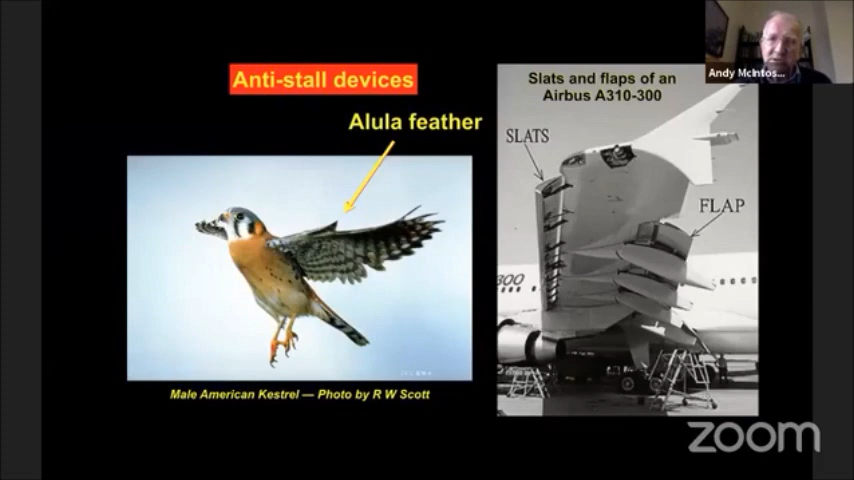 Anti-stall devices
Alula feather
Male American Kestrel — Photo by R W Scott
Slats and flaps of an
Airbus A310-300
SLATS
FLAP
300
Andy McIntos...
zoom